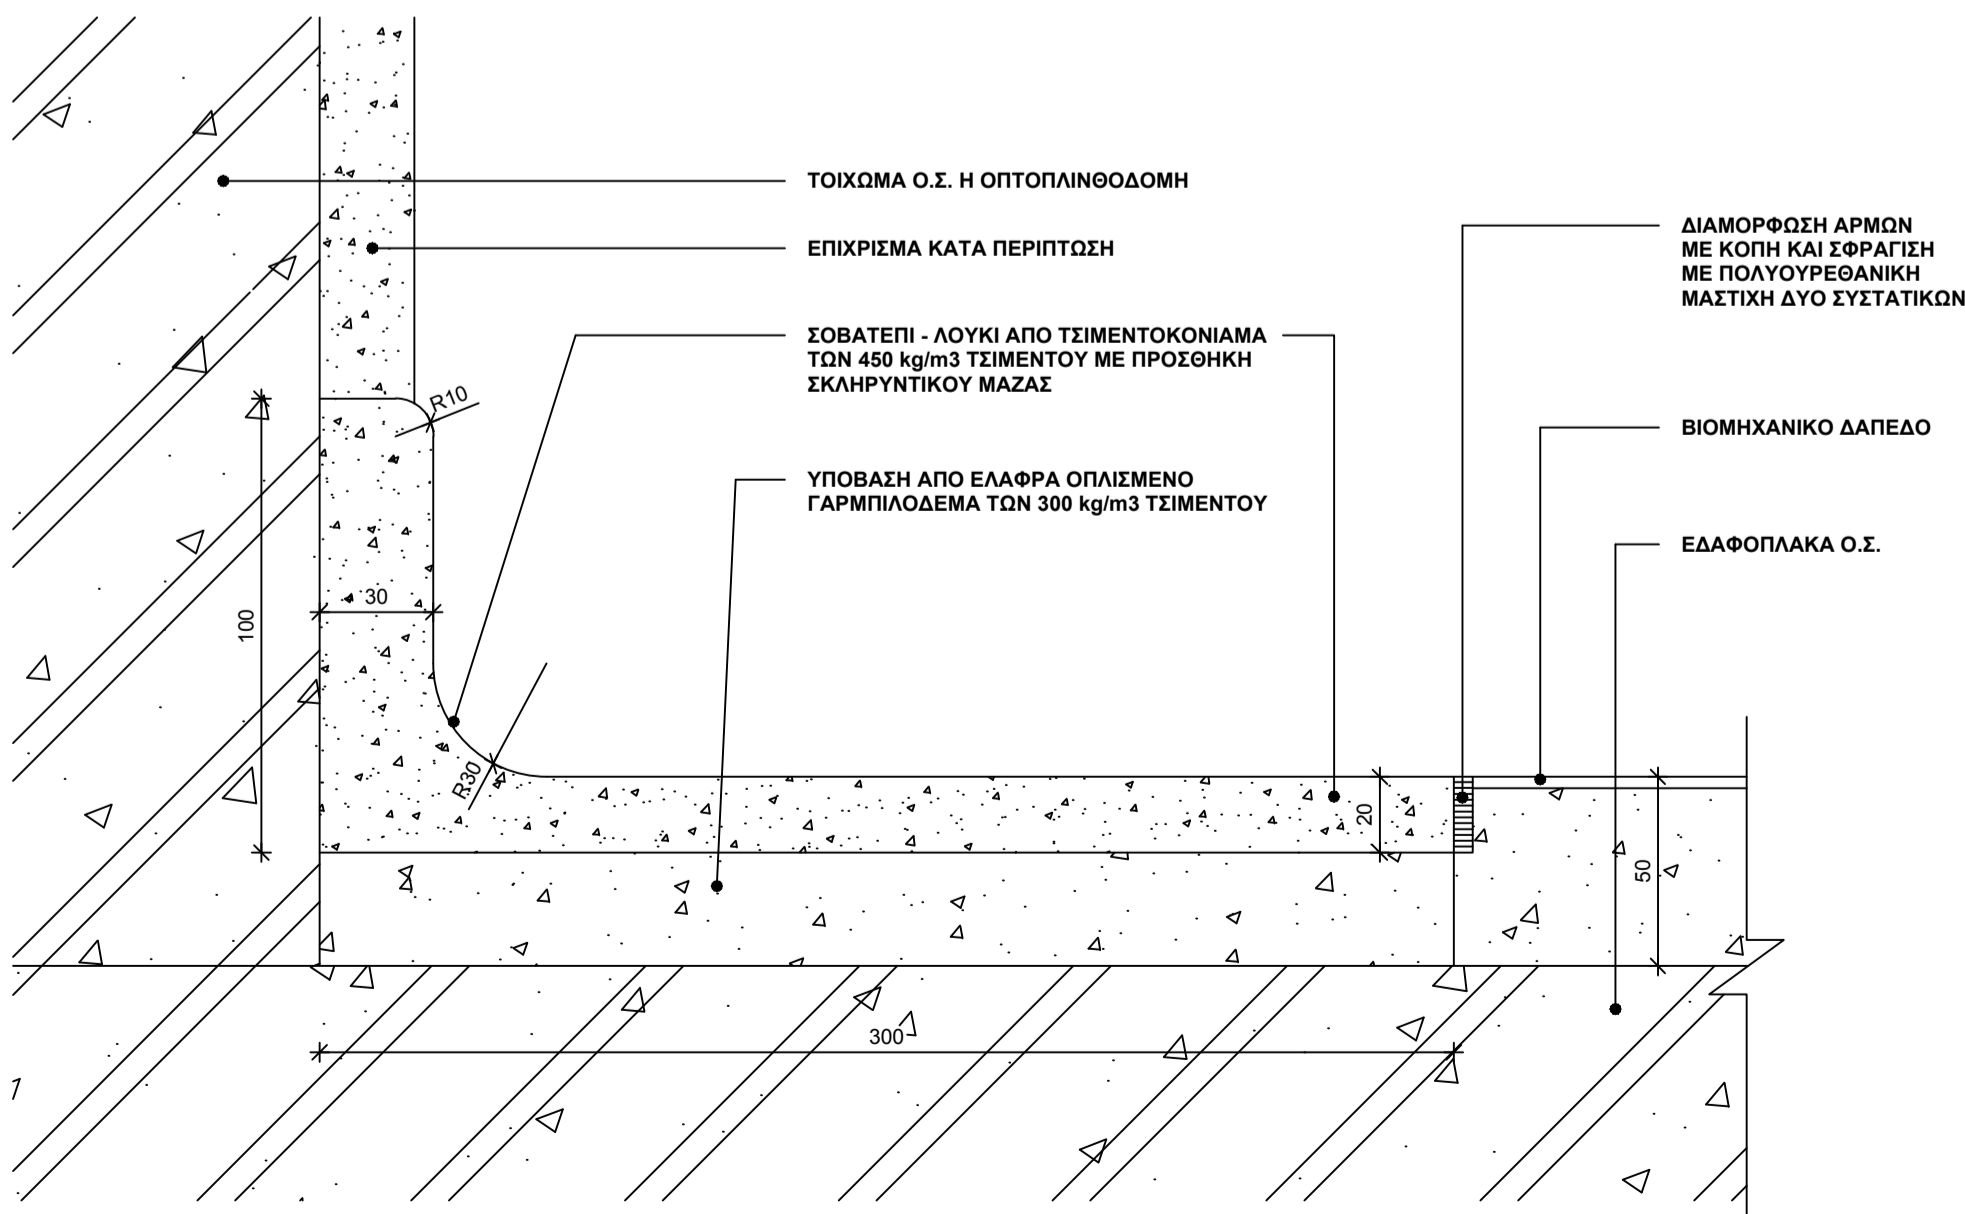 ΤΟΙΧΩΜΑ Ο.Σ. Η ΟΠΤΟΠΛΙΝΘΟΔΟΜΗ
ΕΠΙΧΡΙΣΜΑ ΚΑΤΑ ΠΕΡΙΠΤΩΣΗ
ΣΟΒΑΤΕΠΙ - ΛΟΥΚΙ ΑΠΟ ΤΣΙΜΕΝΤΟΚΟΝΙΑΜΑ
ΤΩΝ 450 kg/m3 ΤΣΙΜΕΝΤΟΥ ΜΕ ΠΡΟΣΘΗΚΗ
ΣΚΛΗΡΥΝΤΙΚΟΥ ΜΑΖΑΣ
ΥΠΟΒΑΣΗ ΑΠΟ ΕΛΑΦΡΑ ΟΠΛΙΣΜΕΝΟ
ΓΑΡΜΠΙΛΟΔΕΜΑ ΤΩΝ 300 kg/m3 ΤΣΙΜΕΝΤΟΥ
ΔΙΑΜΟΡΦΩΣΗ ΑΡΜΩΝ
ΜΕ ΚΟΠΗ ΚΑΙ ΣΦΡΑΓΙΣΗ
ΜΕ ΠΟΛΥΟΥΡΕΘΑΝΙΚΗ
ΜΑΣΤΙΧΗ ΔΥΟ ΣΥΣΤΑΤΙΚΩΝ
ΒΙΟΜΗΧΑΝΙΚΟ ΔΑΠΕΔΟ
ΕΔΑΦΟΠΛΑΚΑ Ο.Σ.
R10
30
100
R30
20
50
300